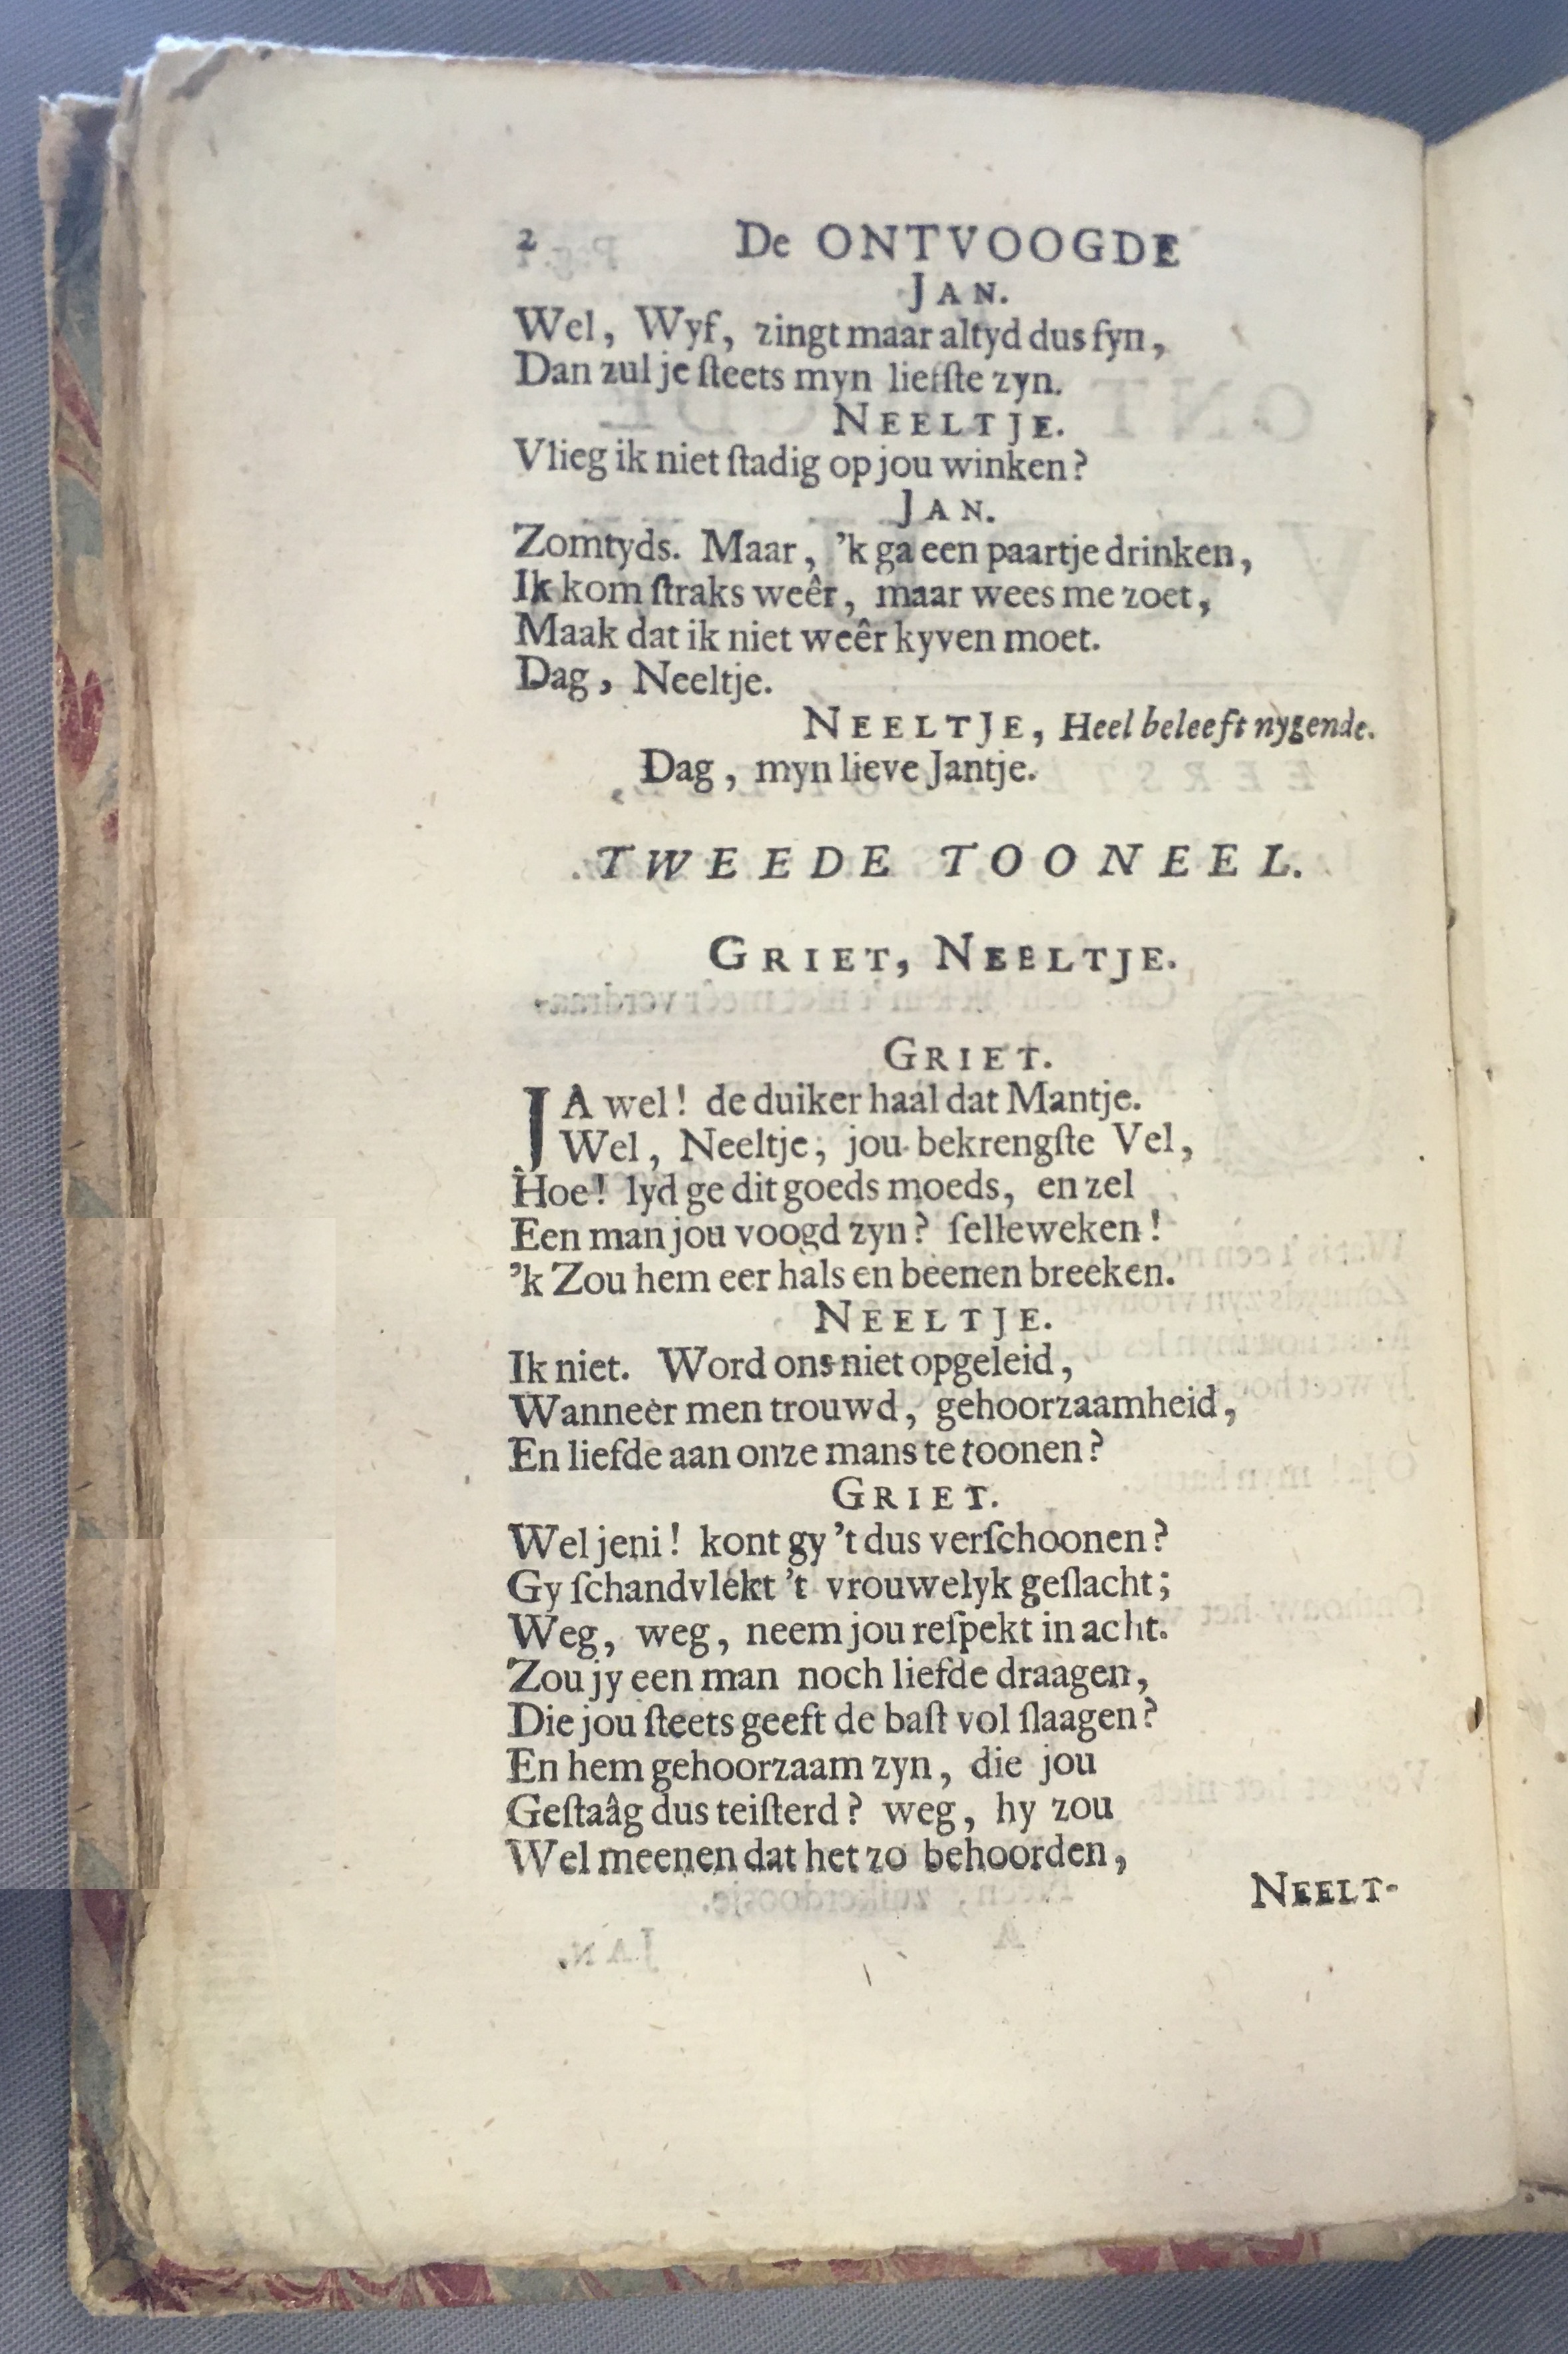 2 De ONTVOOGDE
JAN.
Wel, Wyf, zingt maar altyd dus fyn,
Dan zul je ſteets myn liefſte zyn.
NEELTJE.
Vlieg ik niet ſtadig op jou winken?
JAN.
Zomtyds. Maar, 'k ga een paartje drinken,
Ik kom ſtraks weêr, maar wees me zoet,
Maak dat ik niet weêr kyven moet.
Dag, Neeltje.
NEELTJE, Heel beleeft nygende.
Dag, myn lieve Jantje.
TWEEDE TOONEEL.
GRIET, NEELTJE.
GRIET.
JA wel! de duiker haal dat Mantje.
Wel, Neeltje, jou bekrengſte Vel,
Hoe! lyd ge dit goeds moeds, en zel
Een man jou voogd zyn? ſelleweken!
'k Zou hem eer hals en beenen breeken.
NEELTJE.
Ik niet. Word ons niet opgeleid,
Wanneer men trouwd, gehoorzaamheid,
En liefde aan onze mans te toonen?
GRIET.
Wel jeni! kont gy 't dus verſchoonen?
Gy ſchandvlekt 't vrouwelyk geſlacht;
Weg, weg, neem jou reſpekt in acht.
Zou jy een man noch liefde draagen,
Die jou ſteets geeft de baſt vol ſlaagen?
En hem gehoorzaam zyn, die jou
Geſtaâg dus teiſterd? weg, hy zou
Wel meenen dat het zo behoorden,
NEELT-